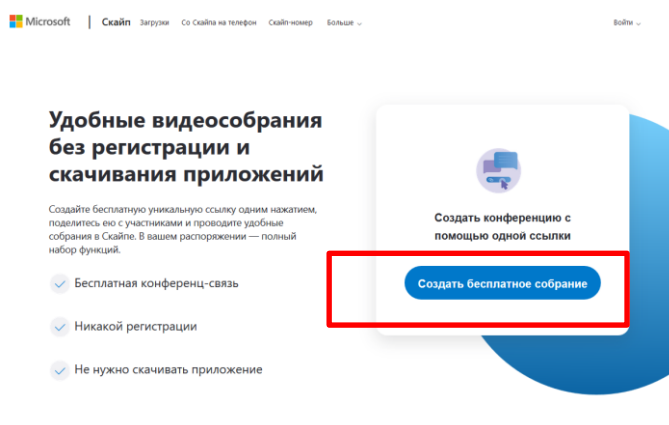 Microsoft | Скайп Загрузки Со Скайпа на телефон Скайп-номер Больше Войти
Удобные видеособрания
без регистрации и
скачивания приложений
Создайте бесплатную уникальную ссылку одним нажатием,
поделитесь ею с участниками и проводите удобные
собрания в Скайпе. В вашем распоряжении — полный
набор функций.
Бесплатная конференц-связь
Никакой регистрации
Не нужно скачивать приложение
Создать конференцию с
помощью одной ссылки
Создать бесплатное собрание